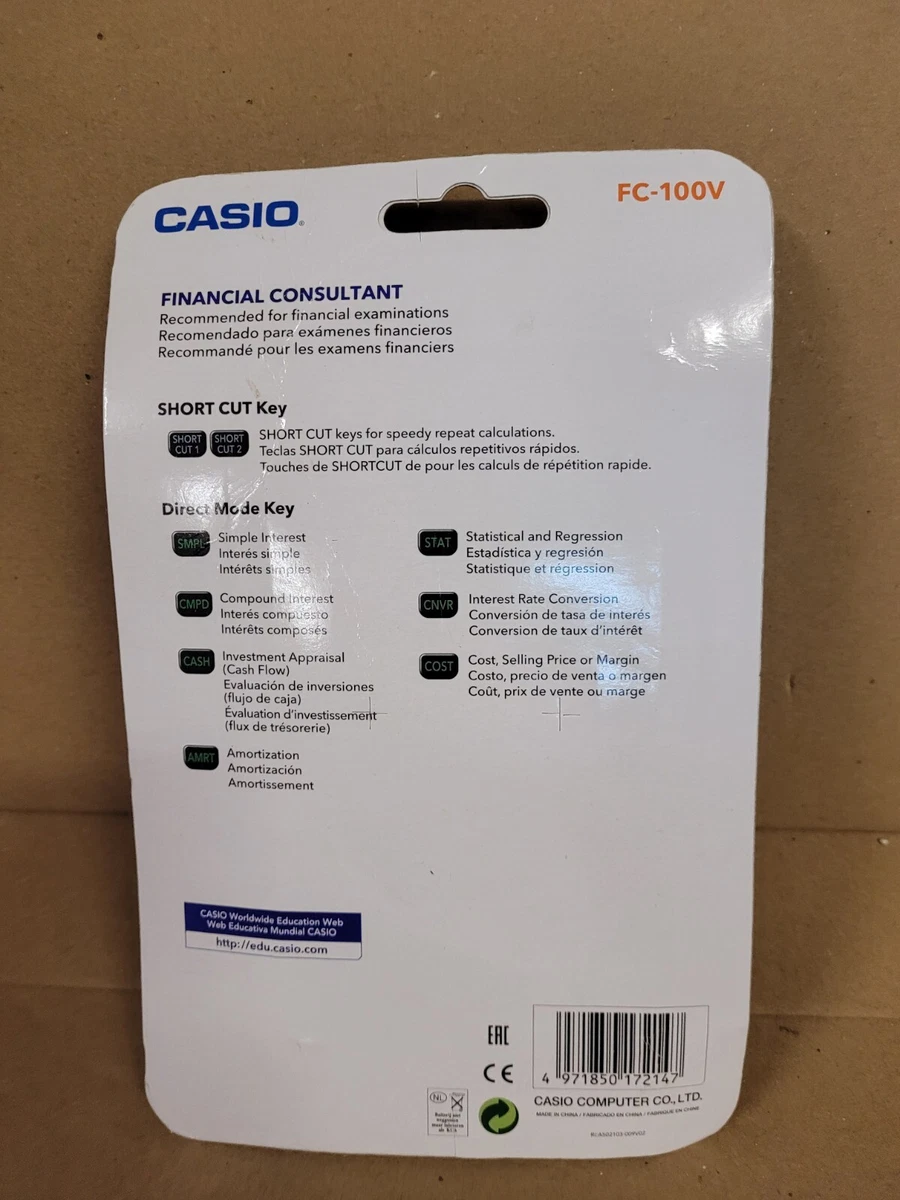 CASIO®
FC-100V
FINANCIAL CONSULTANT
Recommended for financial examinations
Recomendado para exámenes financieros
Recommandé pour les examens financiers
SHORT CUT Key
SHORT
CUT 1
SHORT
CUT 2
SHORT CUT keys for speedy repeat calculations.
Teclas SHORT CUT para cálculos repetitivos rápidos.
Touches de SHORTCUT de pour les calculs de répétition rapide.
Direct Mode Key
SMPL
Simple Interest
Interés simple
Intérêts simples
CMPD
Compound Interest
Interés compuesto
Intérêts composés
CASH
Investment Appraisal
(Cash Flow)
Evaluación de inversiones
(flujo de caja)
Évaluation d'investissement
(flux de trésorerie)
AMRT
Amortization
Amortización
Amortissement
STAT
Statistical and Regression
Estadística y regresión
Statistique et régression
CNVR
Interest Rate Conversion
Conversión de tasa de interés
Conversion de taux d'intérêt
COST
Cost, Selling Price or Margin
Costo, precio de venta o margen
Coût, prix de vente ou marge
CASIO Worldwide Education Web
Web Educativa Mundial CASIO
http://edu.casio.com
EAC
CE
4 971850 172147
NL
CASIO COMPUTER CO., LTD.
MADE IN CHINA / FABRICADO EN CHINA / FABRIQUE EN CHINE